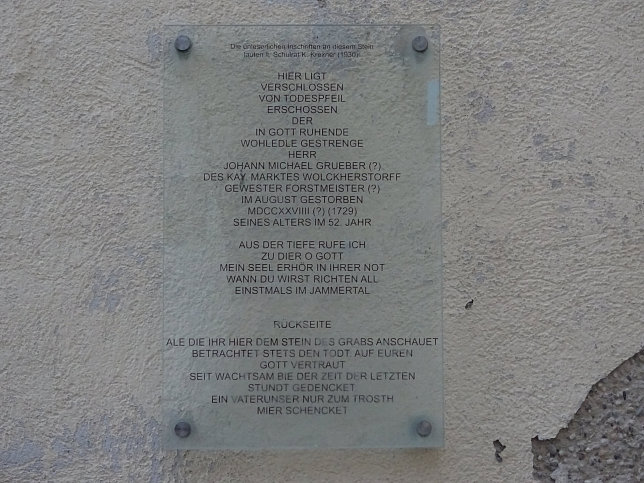 Die unleserlichen Inschriften an diesem Stein
lauten lt. Schulrat K. Krexner (1930):
HIER LIGT
VERSCHLOSSEN
VON TODESPFEIL
ERSCHOSSEN
DER
IN GOTT RUHENDE
WOHLEDLE GESTRENGE
HERR
JOHANN MICHAEL GRUEBER (?)
DES KAY. MARKTES WOLCKHERSTORFF
GEWESTER FORSTMEISTER (?)
IM AUGUST GESTORBEN
MDCCXXVIIII (?) (1729)
SEINES ALTERS IM 52. JAHR
AUS DER TIEFE RUFE ICH
ZU DIER O GOTT
MEIN SEEL ERHÖR IN IHRER NOT
WANN DU WIRST RICHTEN ALL
EINSTMALS IM JAMMERTAL
RÜCKSEITE
ALE DIE IHR HIER DEM STEIN DES GRABS ANSCHAUET
BETRACHTET STETS DEN TODT. AUF EUREN
GOTT VERTRAUT
SEIT WACHTSAM BIE DER ZEIT DER LETZTEN
STUNDT GEDENCKET
EIN VATERUNSER NUR ZUM TROSTH
MIER SCHENCKET